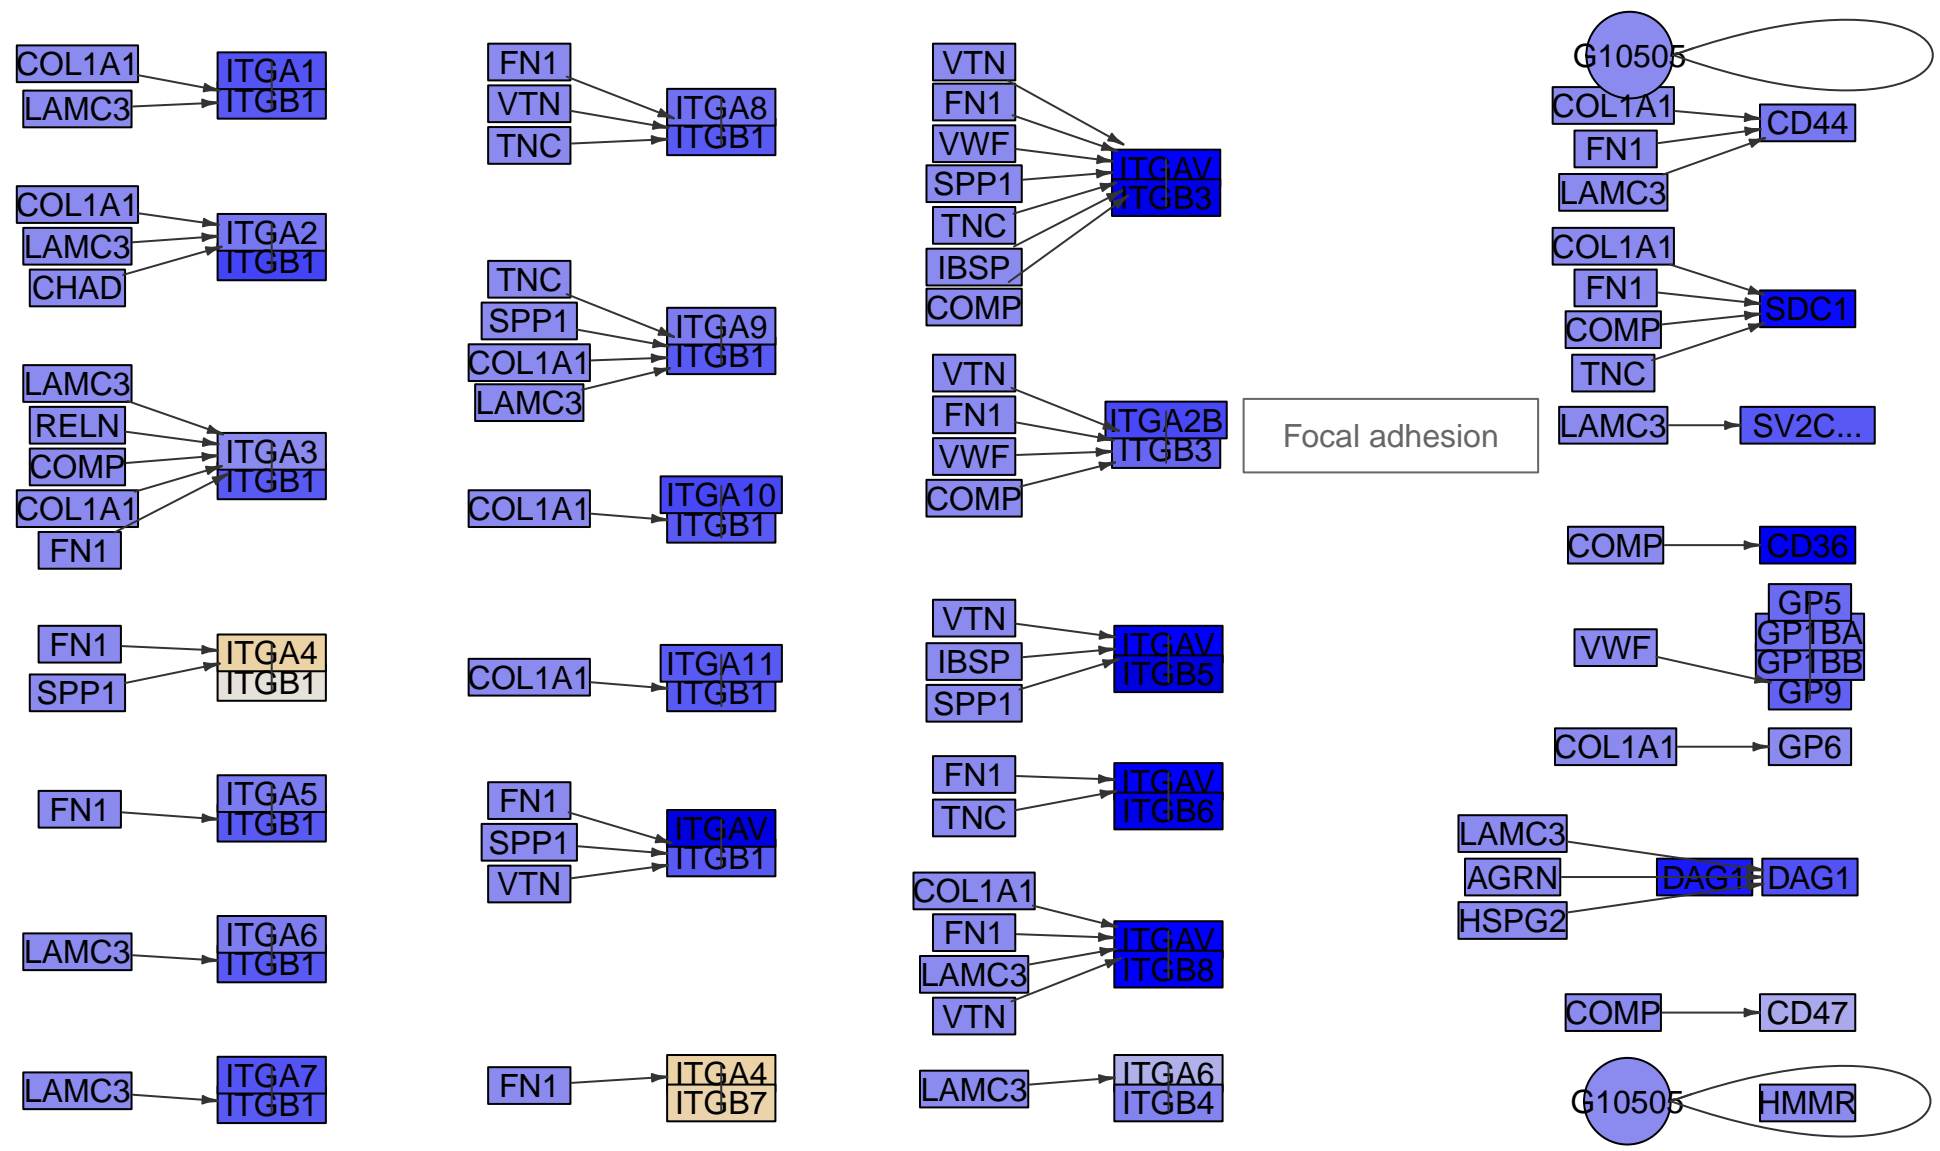 COL1A1
LAMC3
ITGA1
ITGB1
COL1A1
LAMC3
CHAD
ITGA2
ITGB1
LAMC3
RELN
COMP
COL1A1
FN1
ITGA3
ITGB1
FN1
SPP1
ITGA4
ITGB1
FN1
ITGA5
ITGB1
LAMC3
ITGA6
ITGB1
LAMC3
ITGA7
ITGB1
FN1
VTN
TNC
ITGA8
ITGB1
TNC
SPP1
COL1A1
LAMC3
ITGA9
ITGB1
COL1A1
ITGA10
ITGB1
COL1A1
ITGA11
ITGB1
FN1
SPP1
VTN
ITGAV
ITGB1
FN1
ITGA4
ITGB7
VTN
FN1
VWF
SPP1
TNC
IBSP
COMP
ITGAV
ITGB3
VTN
FN1
VWF
COMP
ITGA2B
ITGB3
Focal adhesion
VTN
IBSP
SPP1
ITGAV
ITGB5
FN1
TNC
ITGAV
ITGB6
COL1A1
FN1
LAMC3
VTN
ITGAV
ITGB8
LAMC3
ITGA6
ITGB4
G10505
COL1A1
FN1
LAMC3
CD44
COL1A1
FN1
COMP
TNC
SDC1
LAMC3
SV2C...
COMP
CD36
VWF
GP5
GP1BA
GP1BB
GP9
COL1A1
GP6
LAMC3
AGRN
HSPG2
DAG1
DAG1
COMP
CD47
G10505
HMMR